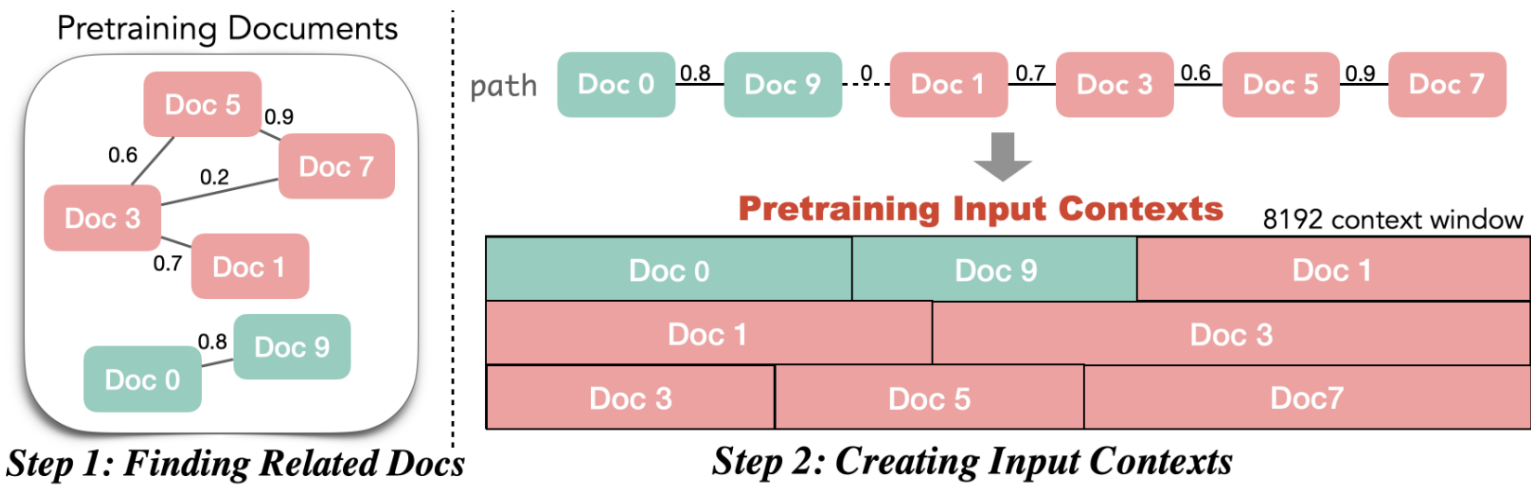 Pretraining Documents
Doc 5
0.9
Doc 7
0.6
0.2
Doc 3
0.7
Doc 1
0.8
Doc 9
Doc 0
Step 1: Finding Related Docs
path Doc 0 0.8 Doc 9 0 Doc 1 0.7 Doc 3 0.6 Doc 5 0.9 Doc 7
Pretraining Input Contexts
8192 context window
Doc 0 Doc 9 Doc 1
Doc 1 Doc 3
Doc 3 Doc 5 Doc7
Step 2: Creating Input Contexts